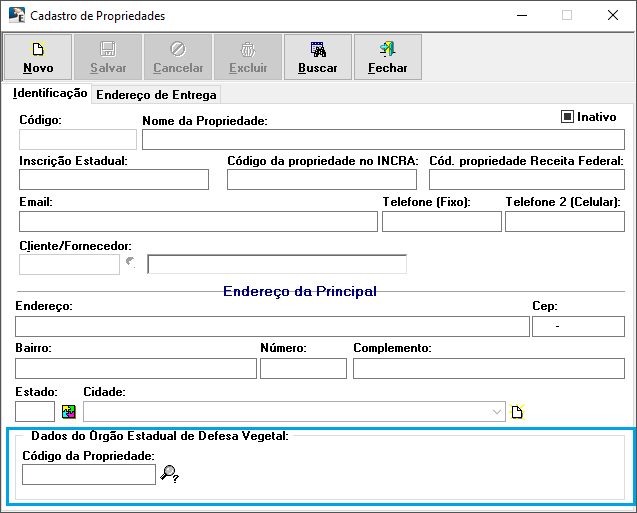 Cadastro de Propriedades
Novo Salvar Cancelar Excluir Buscar Fechar
Identificação Endereço de Entrega
Código: Nome da Propriedade: Inativo
Inscrição Estadual: Código da propriedade no INCRA: Cód. propriedade Receita Federal:
Email: Telefone (Fixo): Telefone 2 (Celular):
Cliente/Fornecedor:
Endereço da Principal
Endereço: Cep:
-
Bairro: Número: Complemento:
Estado: Cidade:
Dados do Órgão Estadual de Defesa Vegetal:
Código da Propriedade: